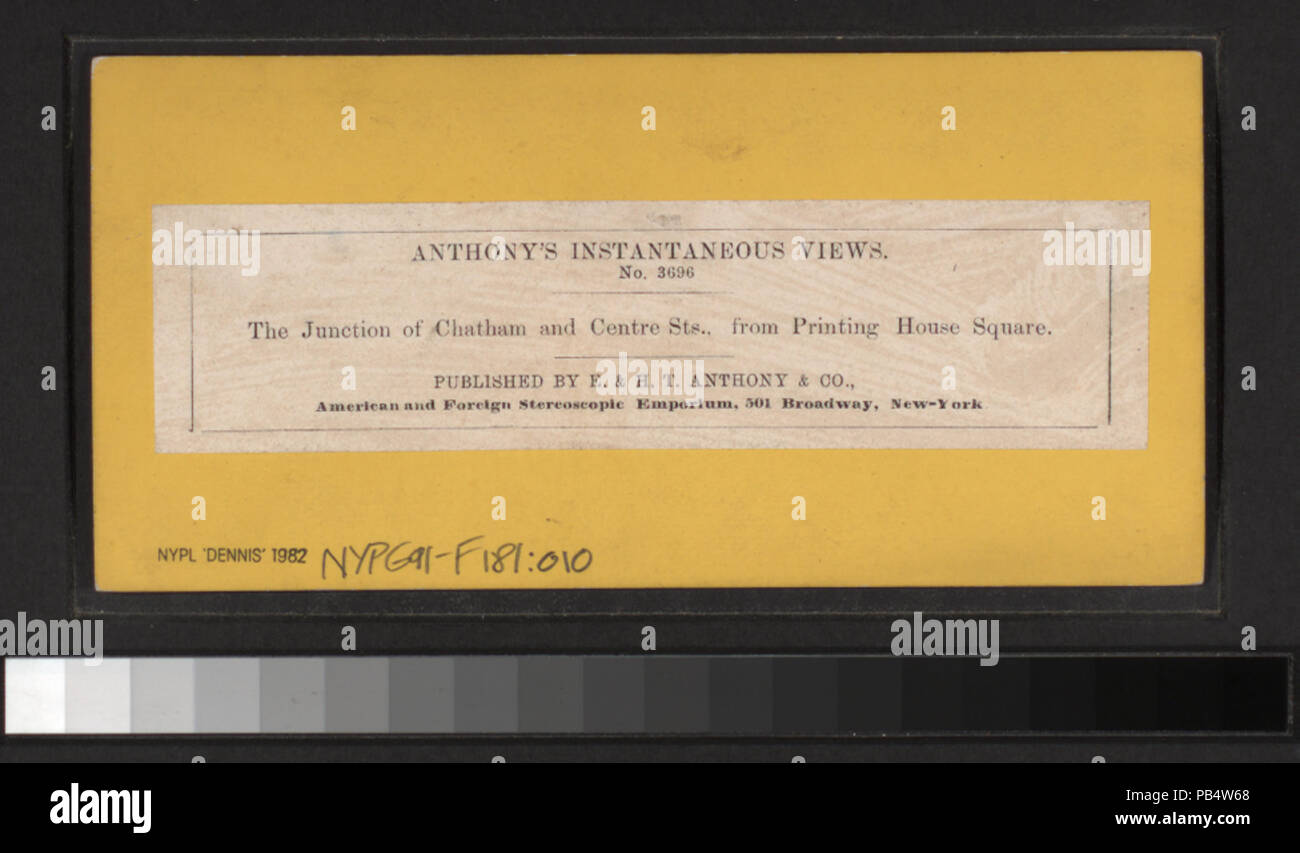 ANTHONY'S INSTANTANEOUS VIEWS.
No. 3696
The Junction of Chatham and Centre Sts., from Printing House Square.
PUBLISHED BY E. & H. T. ANTHONY & CO.,
American and Foreign Stereoscopic Emporium, 501 Broadway, New-York
NYPL 'DENNIS' 1982 NYPG91-F181:010
alamy
alamy
alamy
alamy
alamy
Image ID: PB4W68
www.alamy.com